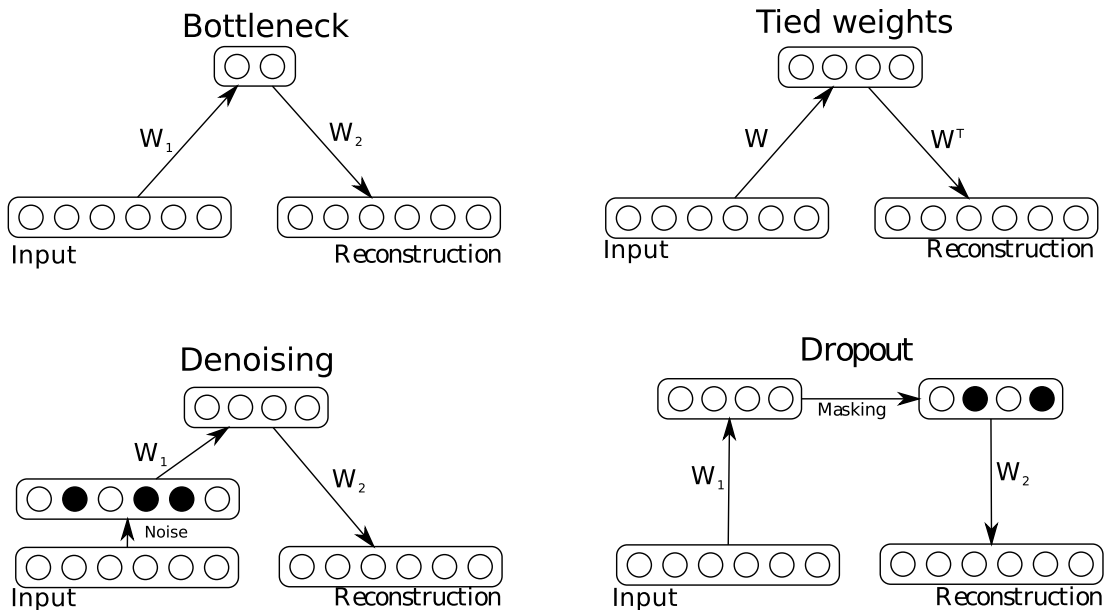 Bottleneck
W₁
W₂
Input
Reconstruction
Tied weights
W
Wᵀ
Input
Reconstruction
Denoising
W₁
W₂
Noise
Input
Reconstruction
Dropout
Masking
W₁
W₂
Input
Reconstruction